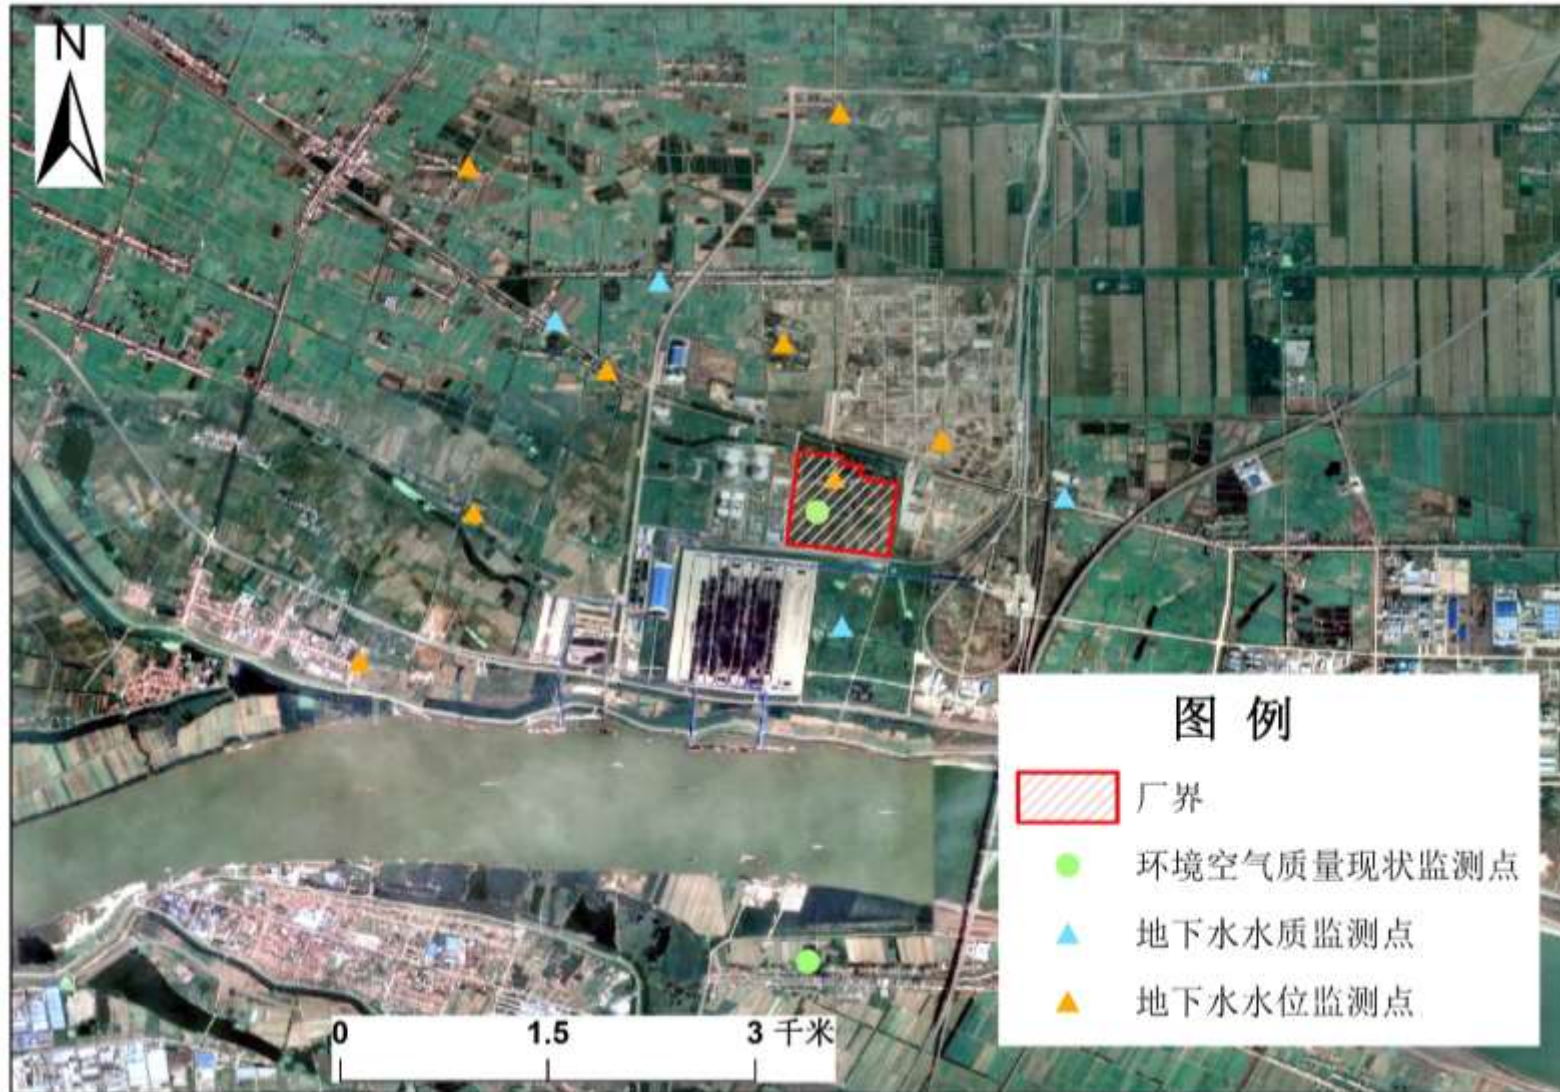 N
图 例
厂界
环境空气质量现状监测点
地下水水质监测点
地下水水位监测点
0 1.5 3 千米